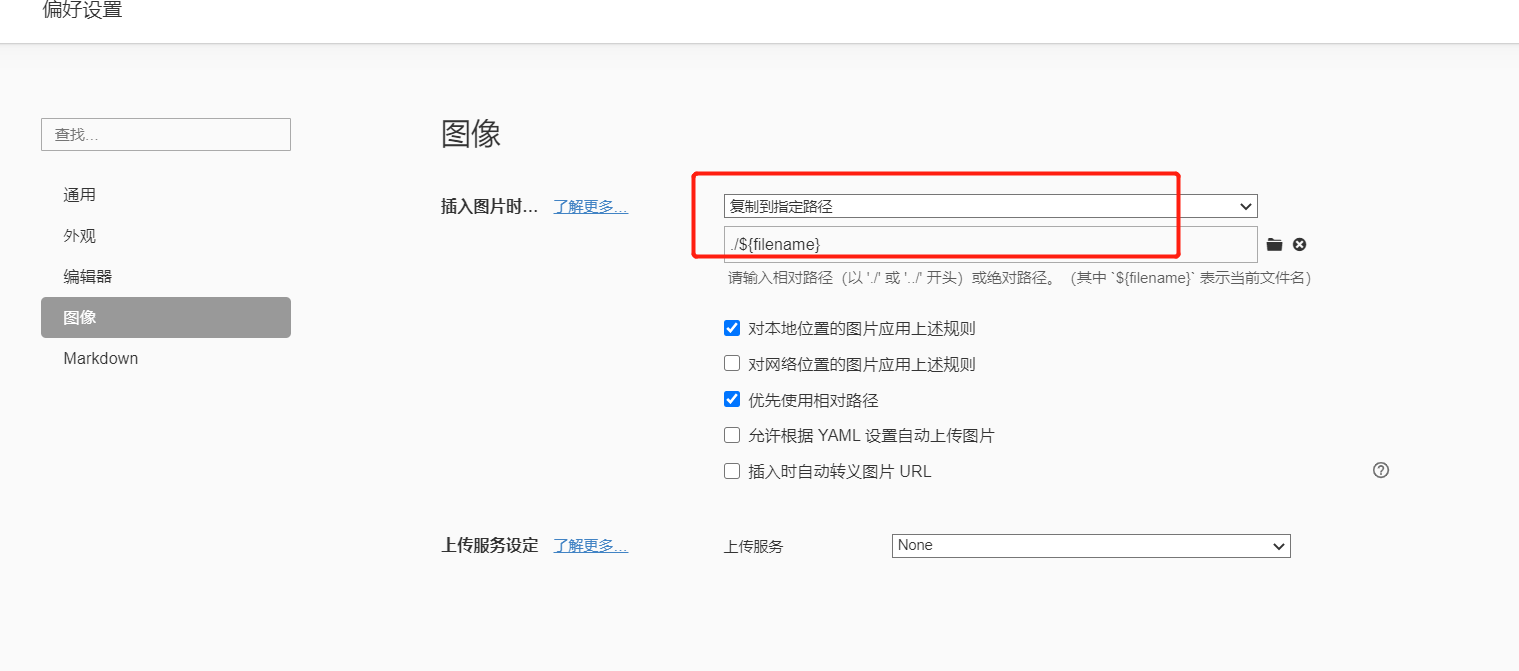 偏好设置
查找...
通用
外观
编辑器
图像
Markdown
图像
插入图片时... 了解更多...
复制到指定路径
./${filename}
请输入相对路径（以 './' 或 '../' 开头）或绝对路径。（其中 `${filename}` 表示当前文件名）
对本地位置的图片应用上述规则
对网络位置的图片应用上述规则
优先使用相对路径
允许根据 YAML 设置自动上传图片
插入时自动转义图片 URL
上传服务设定 了解更多... 上传服务 None